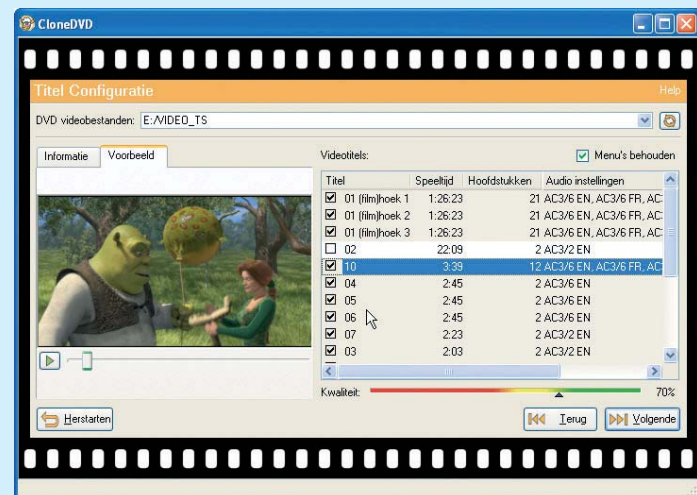 CloneDVD
Titel Configuratie
Help
DVD videobestanden: E:/VIDEO_TS
Informatie Voorbeeld
Videotitels: Menu's behouden
Titel Speeltijd Hoofdstukken Audio instellingen
01 (film)hoek 1 1:26:23 21 AC3/6 EN, AC3/6 FR, AC
01 (film)hoek 2 1:26:23 21 AC3/6 EN, AC3/6 FR, AC
01 (film)hoek 3 1:26:23 21 AC3/6 EN, AC3/6 FR, AC
02 22:09 2 AC3/2 EN
10 3:39 12 AC3/6 EN, AC3/6 FR, AC
04 2:45 2 AC3/6 EN
05 2:45 2 AC3/6 EN
06 2:45 2 AC3/6 EN
07 2:23 2 AC3/2 EN
03 2:03 2 AC3/2 EN
Kwaliteit: 70%
Herstarten Terug Volgende